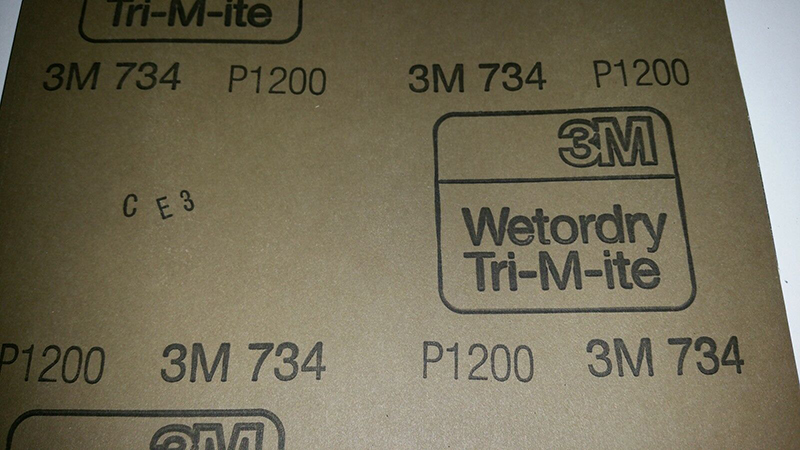 Tri-M-ite
3M 734 P1200 3M 734 P1200
3M
C E 3
Wetordry
Tri-M-ite
P1200 3M 734 P1200 3M 734
3M